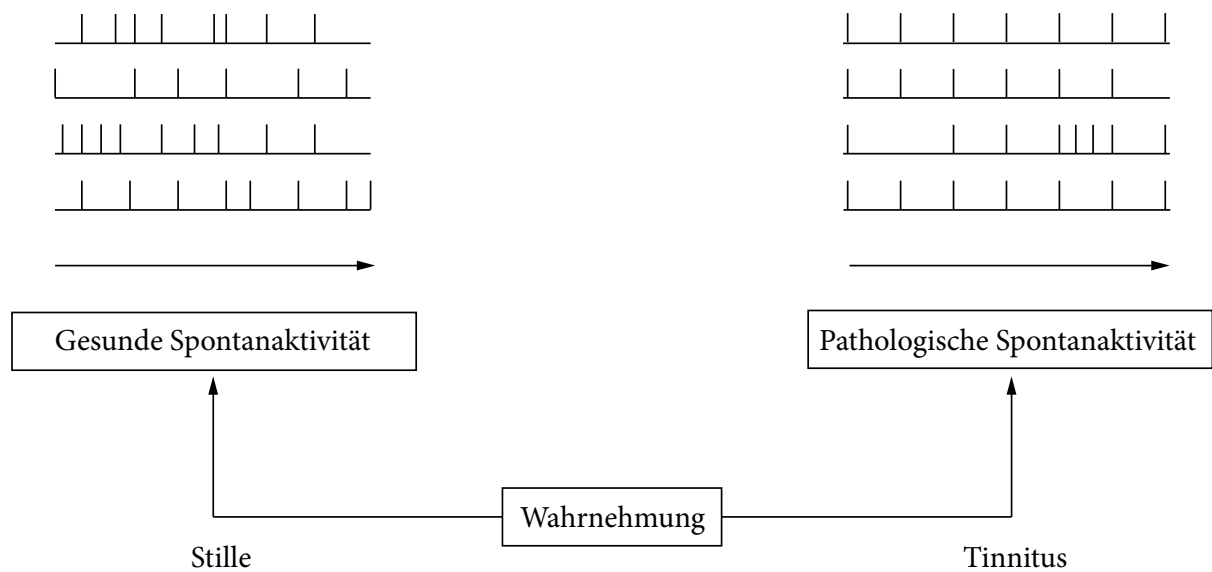 Gesunde Spontanaktivität
Pathologische Spontanaktivität
Wahrnehmung
Stille
Tinnitus